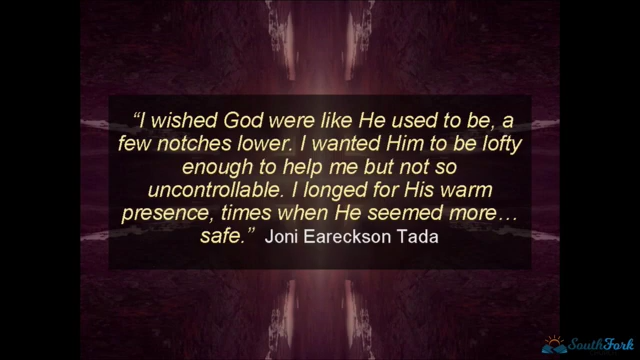 “I wished God were like He used to be, a
few notches lower. I wanted Him to be lofty
enough to help me but not so
uncontrollable. I longed for His warm
presence, times when He seemed more…
safe.” Joni Eareckson Tada
SouthFork